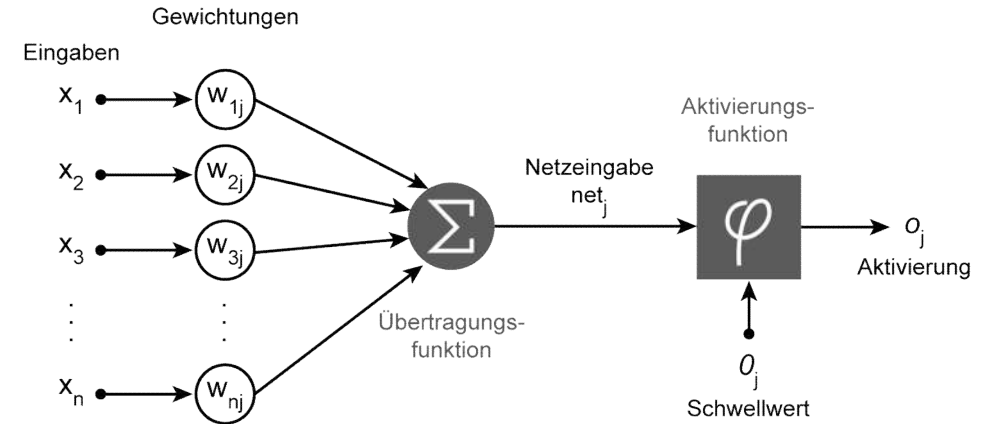 Gewichtungen
Eingaben
x1
w1j
x2
w2j
x3
w3j
xn
wnj
Σ
Übertragungs-
funktion
Netzeingabe
netj
Aktivierungs-
funktion
φ
oj
Aktivierung
0j
Schwellwert